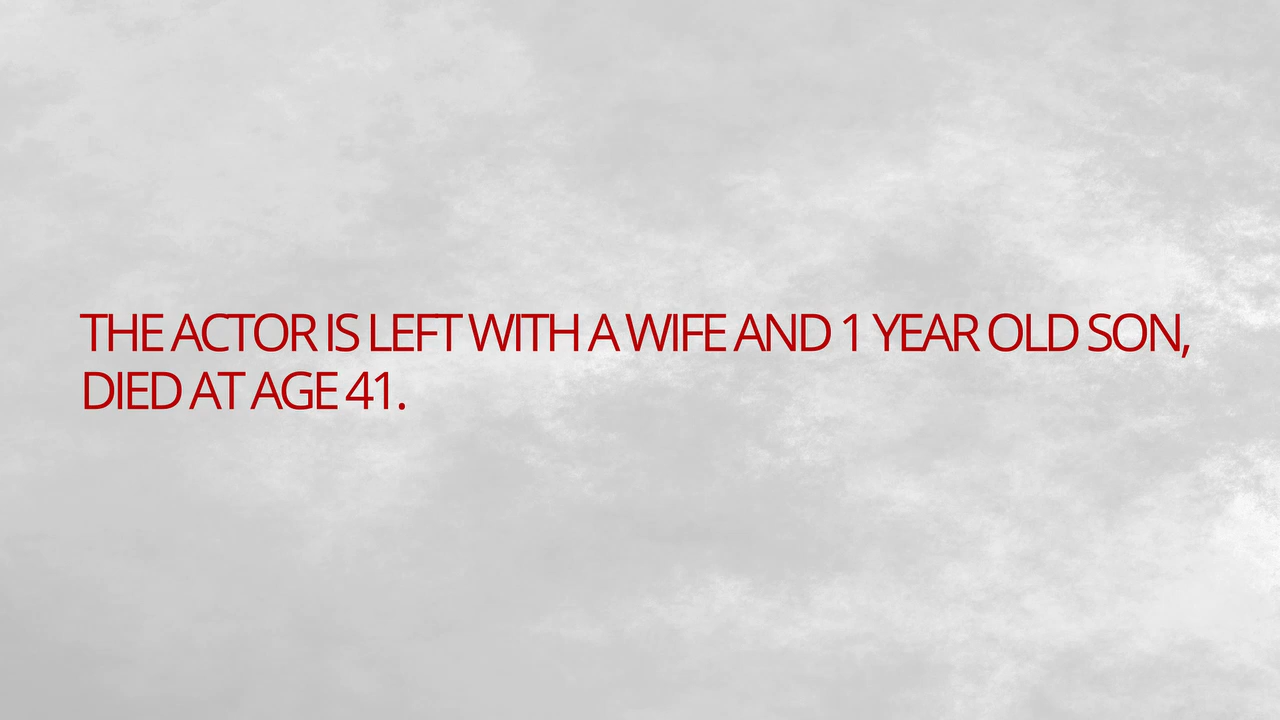 THE ACTOR IS LEFT WITH A WIFE AND 1 YEAR OLD SON,
DIED AT AGE 41.